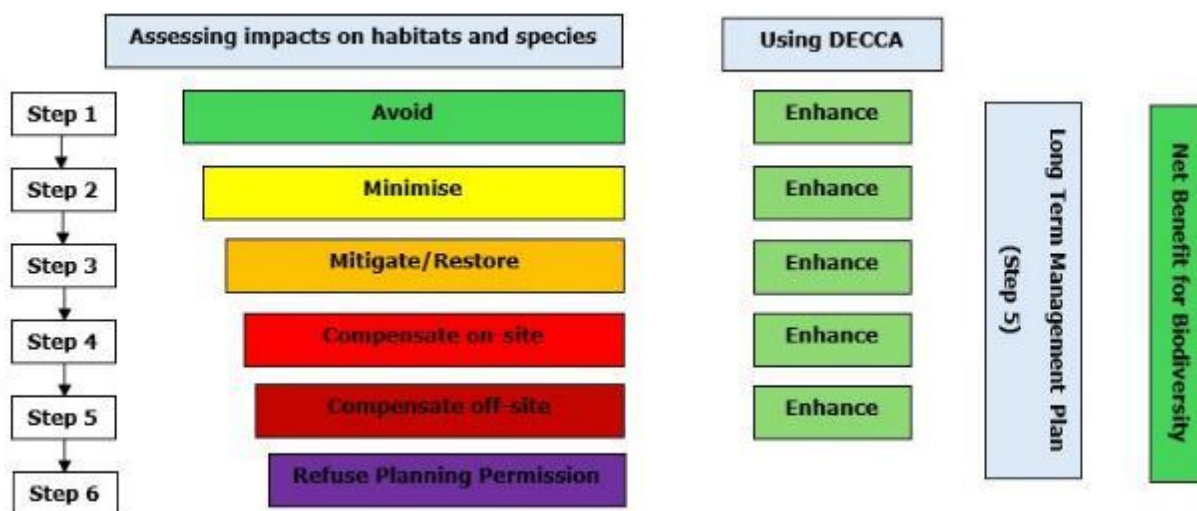 Assessing impacts on habitats and species
Using DECCA
Step 1
Avoid
Enhance
Step 2
Minimise
Enhance
Step 3
Mitigate/Restore
Enhance
Step 4
Compensate on-site
Enhance
Step 5
Compensate off-site
Enhance
Step 6
Refuse Planning Permission
Long Term Management Plan
(Step 5)
Net Benefit for Biodiversity